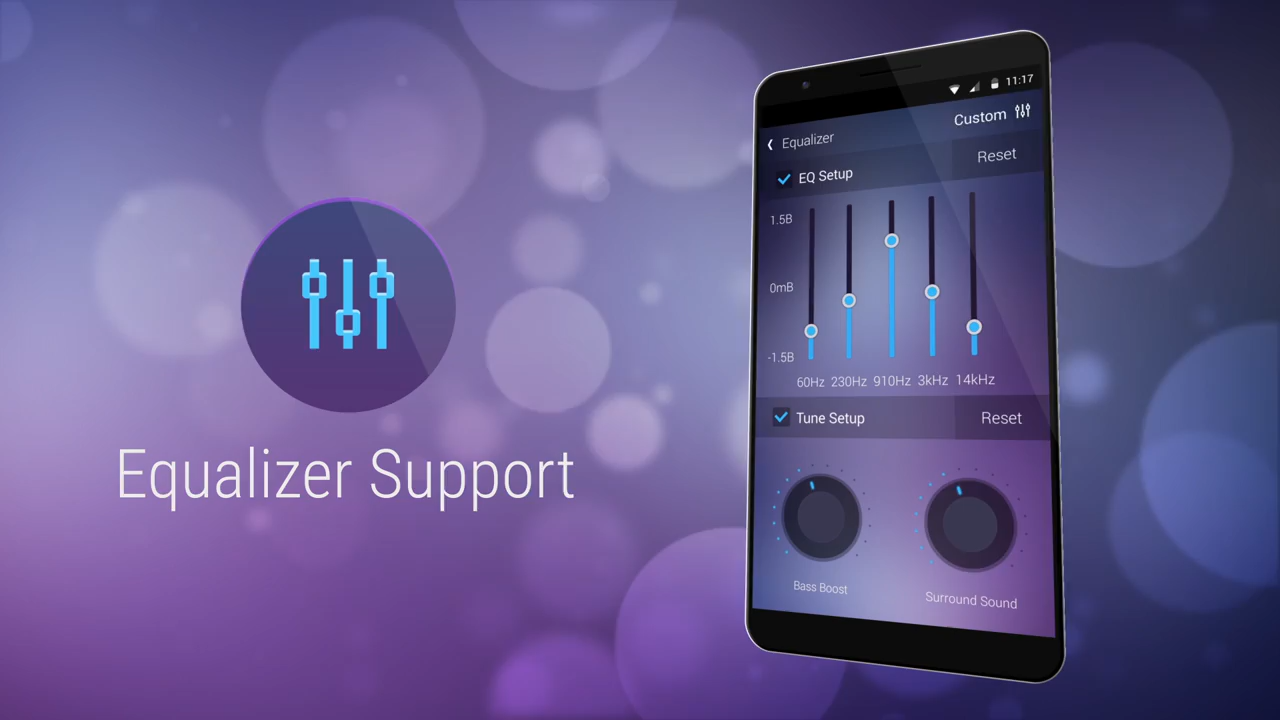 Equalizer Support
11:17
Equalizer
Custom
EQ Setup
Reset
1.5B
0mB
-1.5B
60Hz 230Hz 910Hz 3kHz 14kHz
Tune Setup
Reset
Bass Boost
Surround Sound